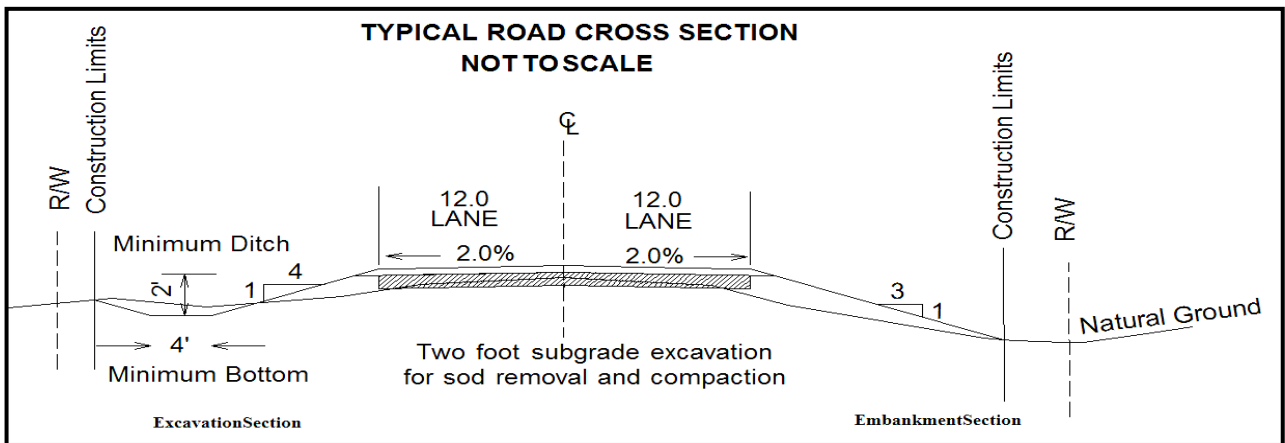 TYPICAL ROAD CROSS SECTION
NOT TO SCALE
R/W
Construction Limits
℄
Construction Limits
R/W
12.0
LANE
12.0
LANE
2.0%
2.0%
Minimum Ditch
2'
1
4
4'
Minimum Bottom
3
1
Natural Ground
Two foot subgrade excavation
for sod removal and compaction
ExcavationSection
EmbankmentSection